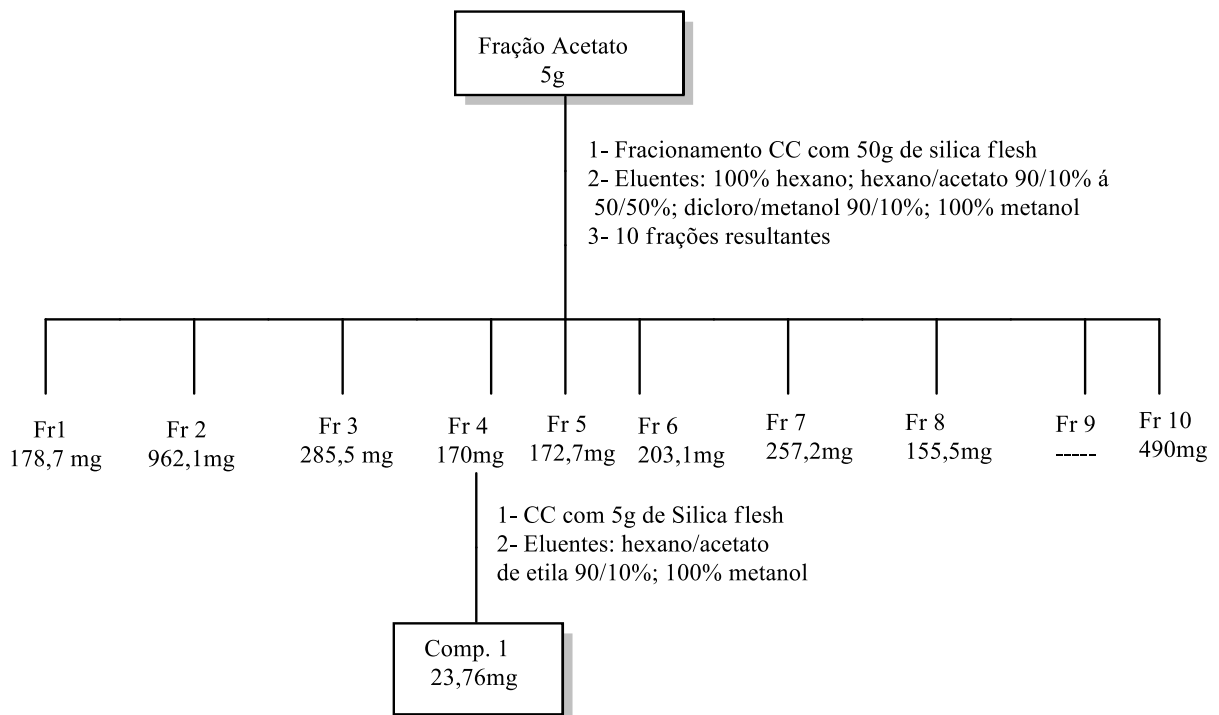 Fração Acetato
5g
1- Fracionamento CC com 50g de silica flesh
2- Eluentes: 100% hexano; hexano/acetato 90/10% á
50/50%; dicloro/metanol 90/10%; 100% metanol
3- 10 frações resultantes
Fr1
178,7 mg
Fr 2
962,1mg
Fr 3
285,5 mg
Fr 4
170mg
Fr 5
172,7mg
Fr 6
203,1mg
Fr 7
257,2mg
Fr 8
155,5mg
Fr 9
-----
Fr 10
490mg
1- CC com 5g de Silica flesh
2- Eluentes: hexano/acetato
de etila 90/10%; 100% metanol
Comp. 1
23,76mg